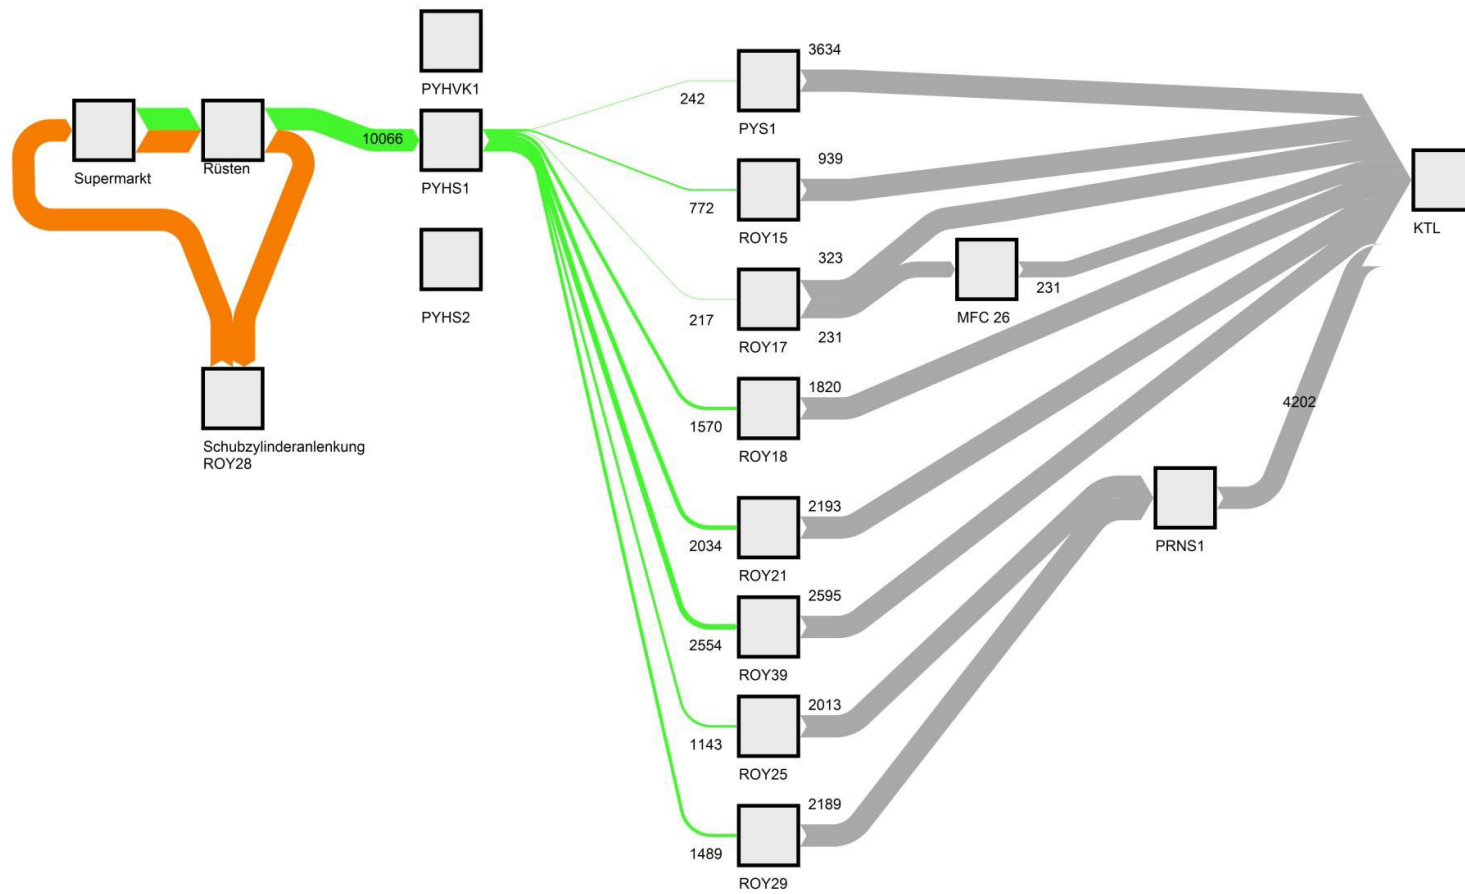 PYHVK1
3634
242
PYS1
10066
Supermarkt
Rüsten
PYHS1
939
772
ROY15
KTL
323
231
PYHS2
217
ROY17
231
MFC 26
1820
1570
ROY18
4202
Schubzylinderanlenkung
ROY28
2193
2034
ROY21
PRNS1
2595
2554
ROY39
2013
1143
ROY25
2189
1489
ROY29